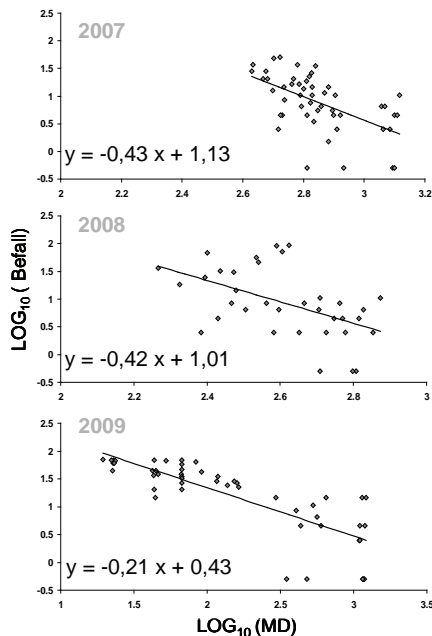 2007
2
1.5
1
0.5
0
-0.5
y = -0,43 x + 1,13
2 2.2 2.4 2.6 2.8 3 3.2
2008
2.5
2
1.5
1
0.5
0
-0.5
y = -0,42 x + 1,01
2 2.2 2.4 2.6 2.8 3
2009
2.5
2
1.5
1
0.5
0
-0.5
y = -0,21 x + 0,43
1 1.5 2 2.5 3 3.5
LOG10 ( Befall)
LOG10 (MD)